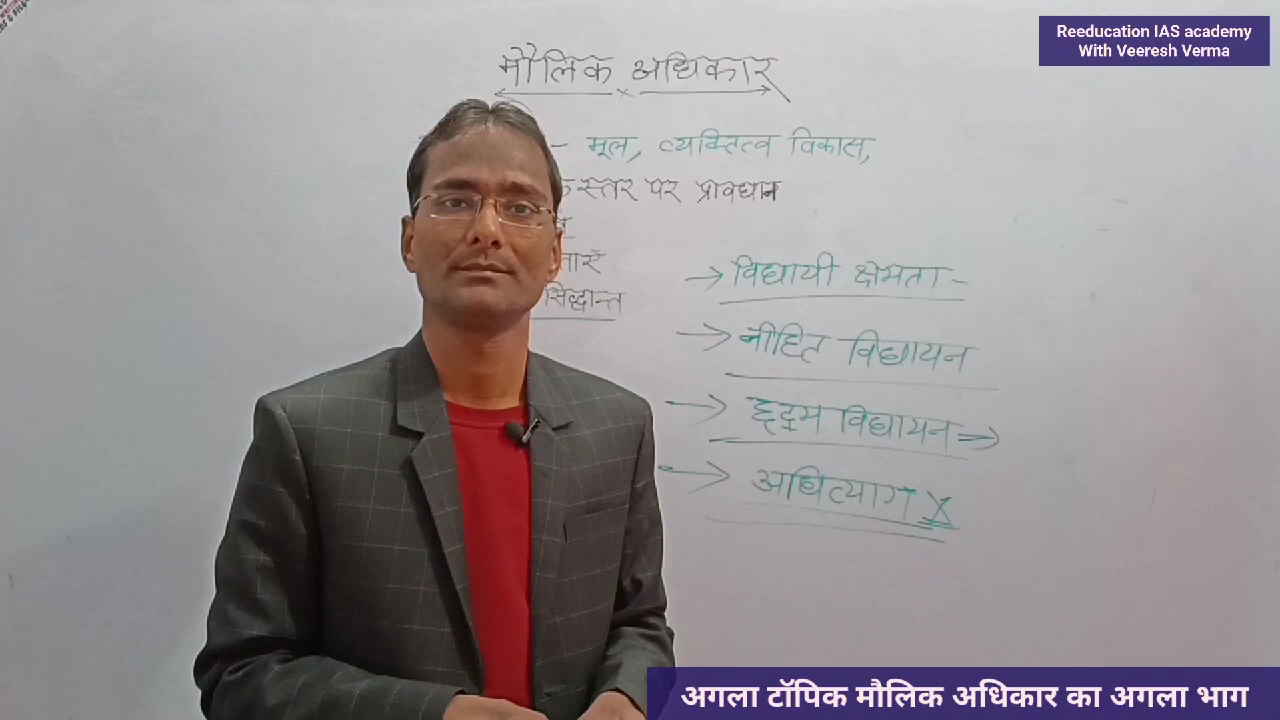 Reeducation IAS academy
With Veeresh Verma
मौलिक अधिकार
- मूल, व्यक्तित्व विकास,
स्तर पर प्रावधान
सिद्धान्त
→ विधायी क्षमता -
→ नीहित विधायन
→ छद्दम विधायन →
→ अधित्याग X
अगला टॉपिक मौलिक अधिकार का अगला भाग